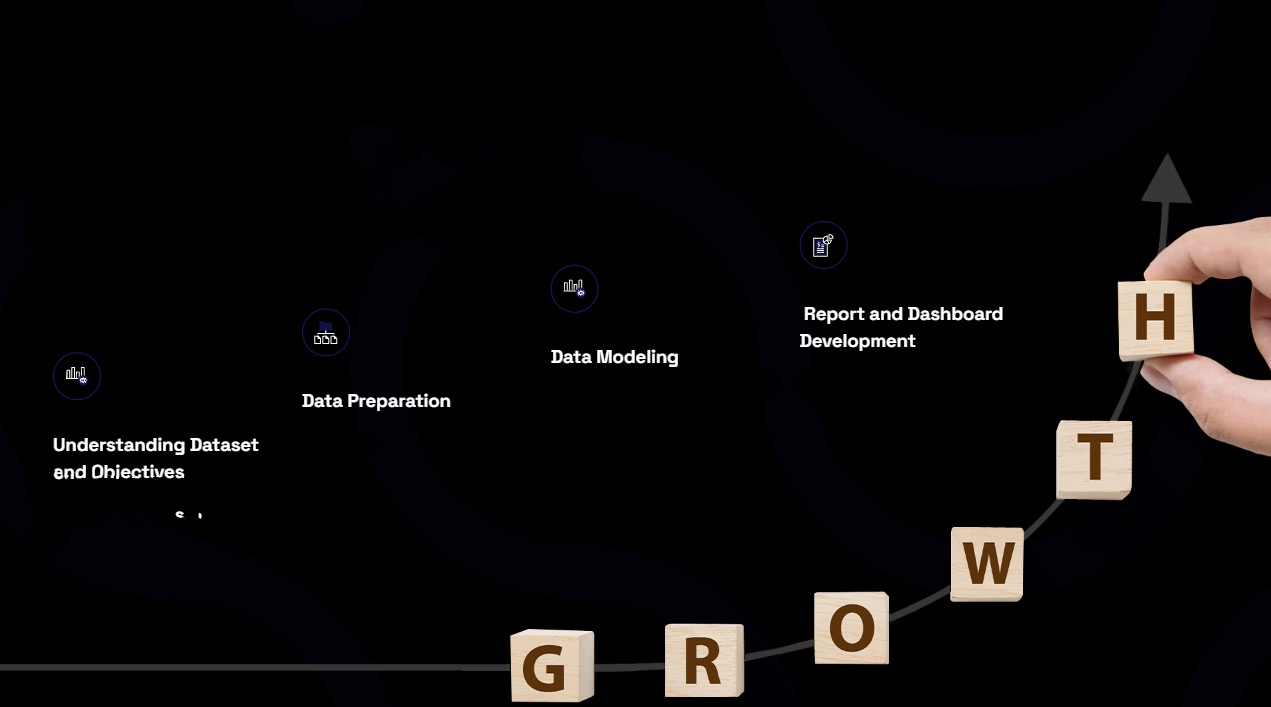 Report and Dashboard
Development
Data Modeling
Data Preparation
Understanding Dataset
and Objectives
G R O W T H